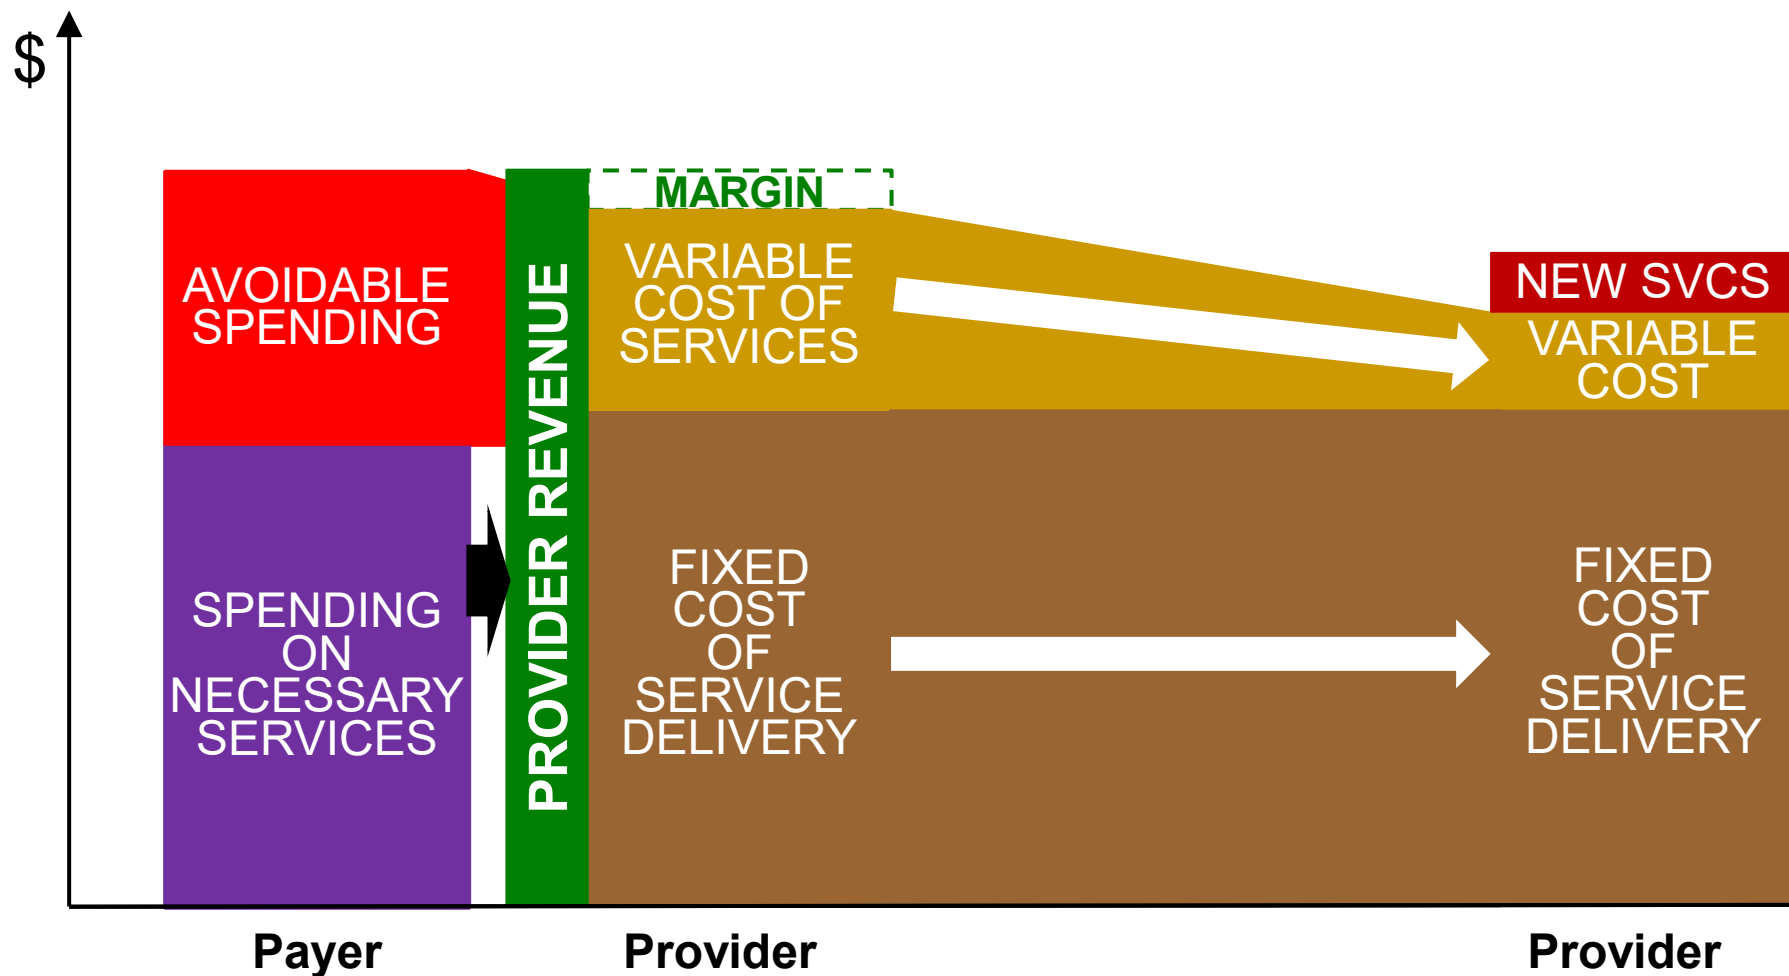 $
AVOIDABLE
SPENDING
SPENDING
ON
NECESSARY
SERVICES
PROVIDER REVENUE
MARGIN
VARIABLE
COST OF
SERVICES
FIXED
COST
OF
SERVICE
DELIVERY
NEW SVCS
VARIABLE
COST
FIXED
COST
OF
SERVICE
DELIVERY
Payer
Provider
Provider